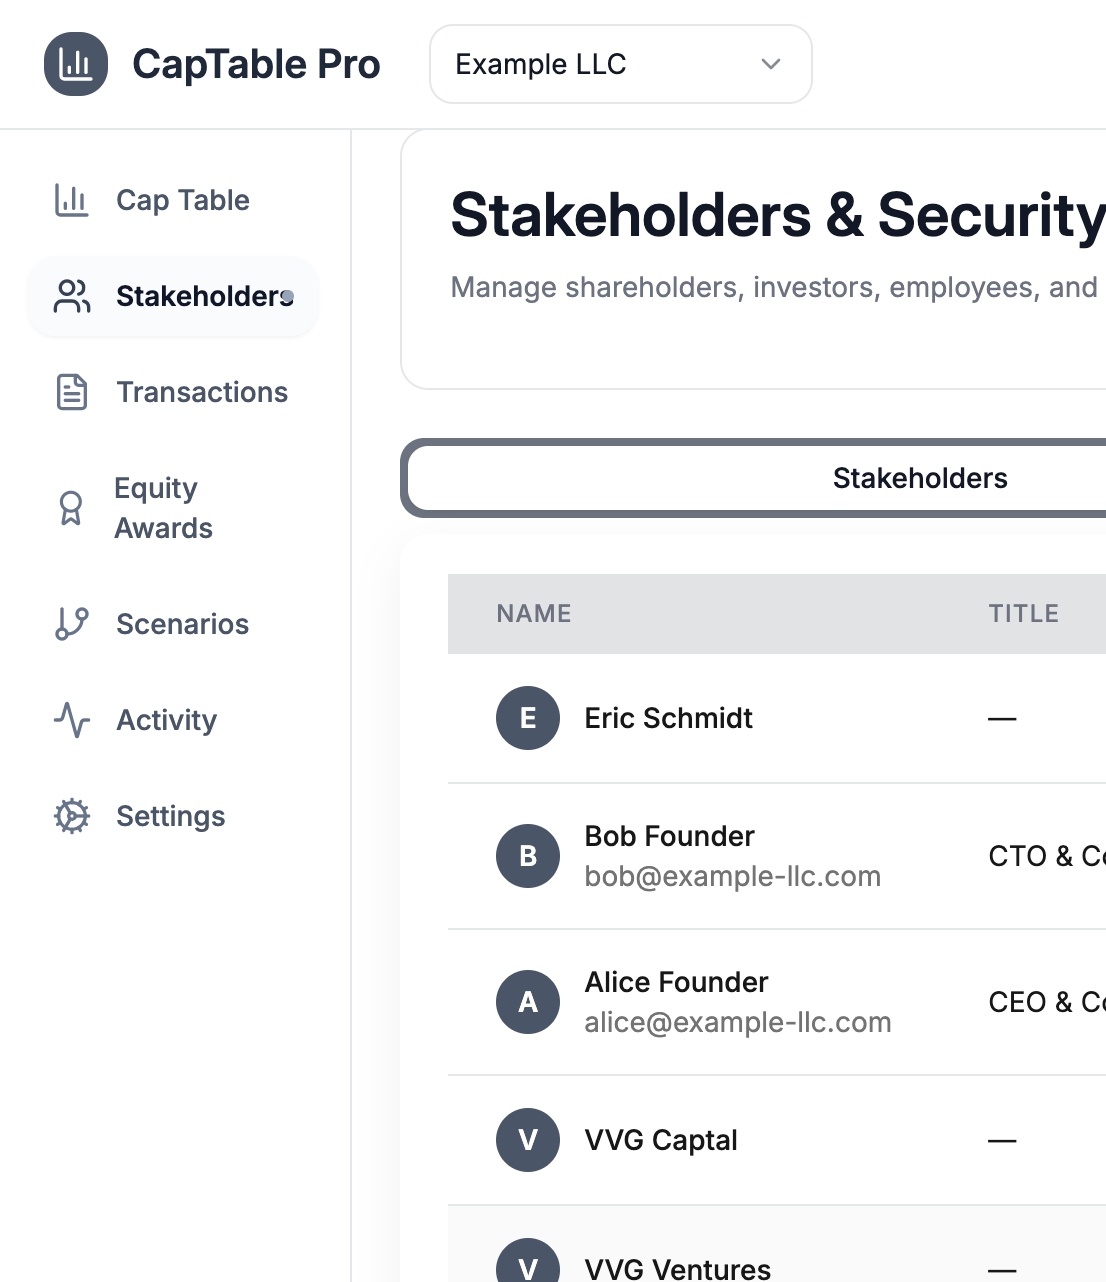 CapTable Pro
Example LLC
Cap Table
Stakeholders
Transactions
Equity
Awards
Scenarios
Activity
Settings
Stakeholders & Security
Manage shareholders, investors, employees, and
Stakeholders
NAME TITLE
E Eric Schmidt —
B Bob Founder
bob@example-llc.com
CTO & Co
A Alice Founder
alice@example-llc.com
CEO & Co
V VVG Captal —
V VVG Ventures —